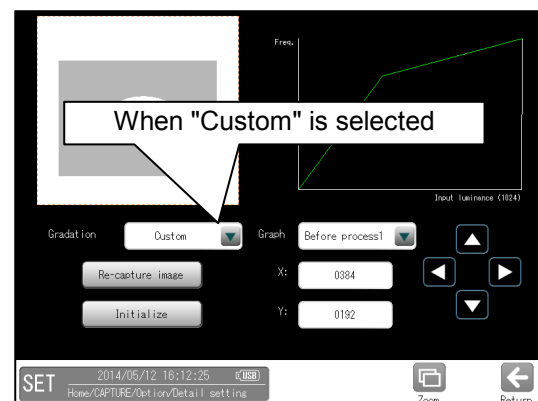 Freq.
When "Custom" is selected
Input luminance (1024)
Gradation Custom Graph Before process1
Re-capture image X: 0384
Initialize Y: 0192
SET 2014/05/12 16:12:25 USB
Home/CAPTURE/Option/Detail setting
Zoom Return